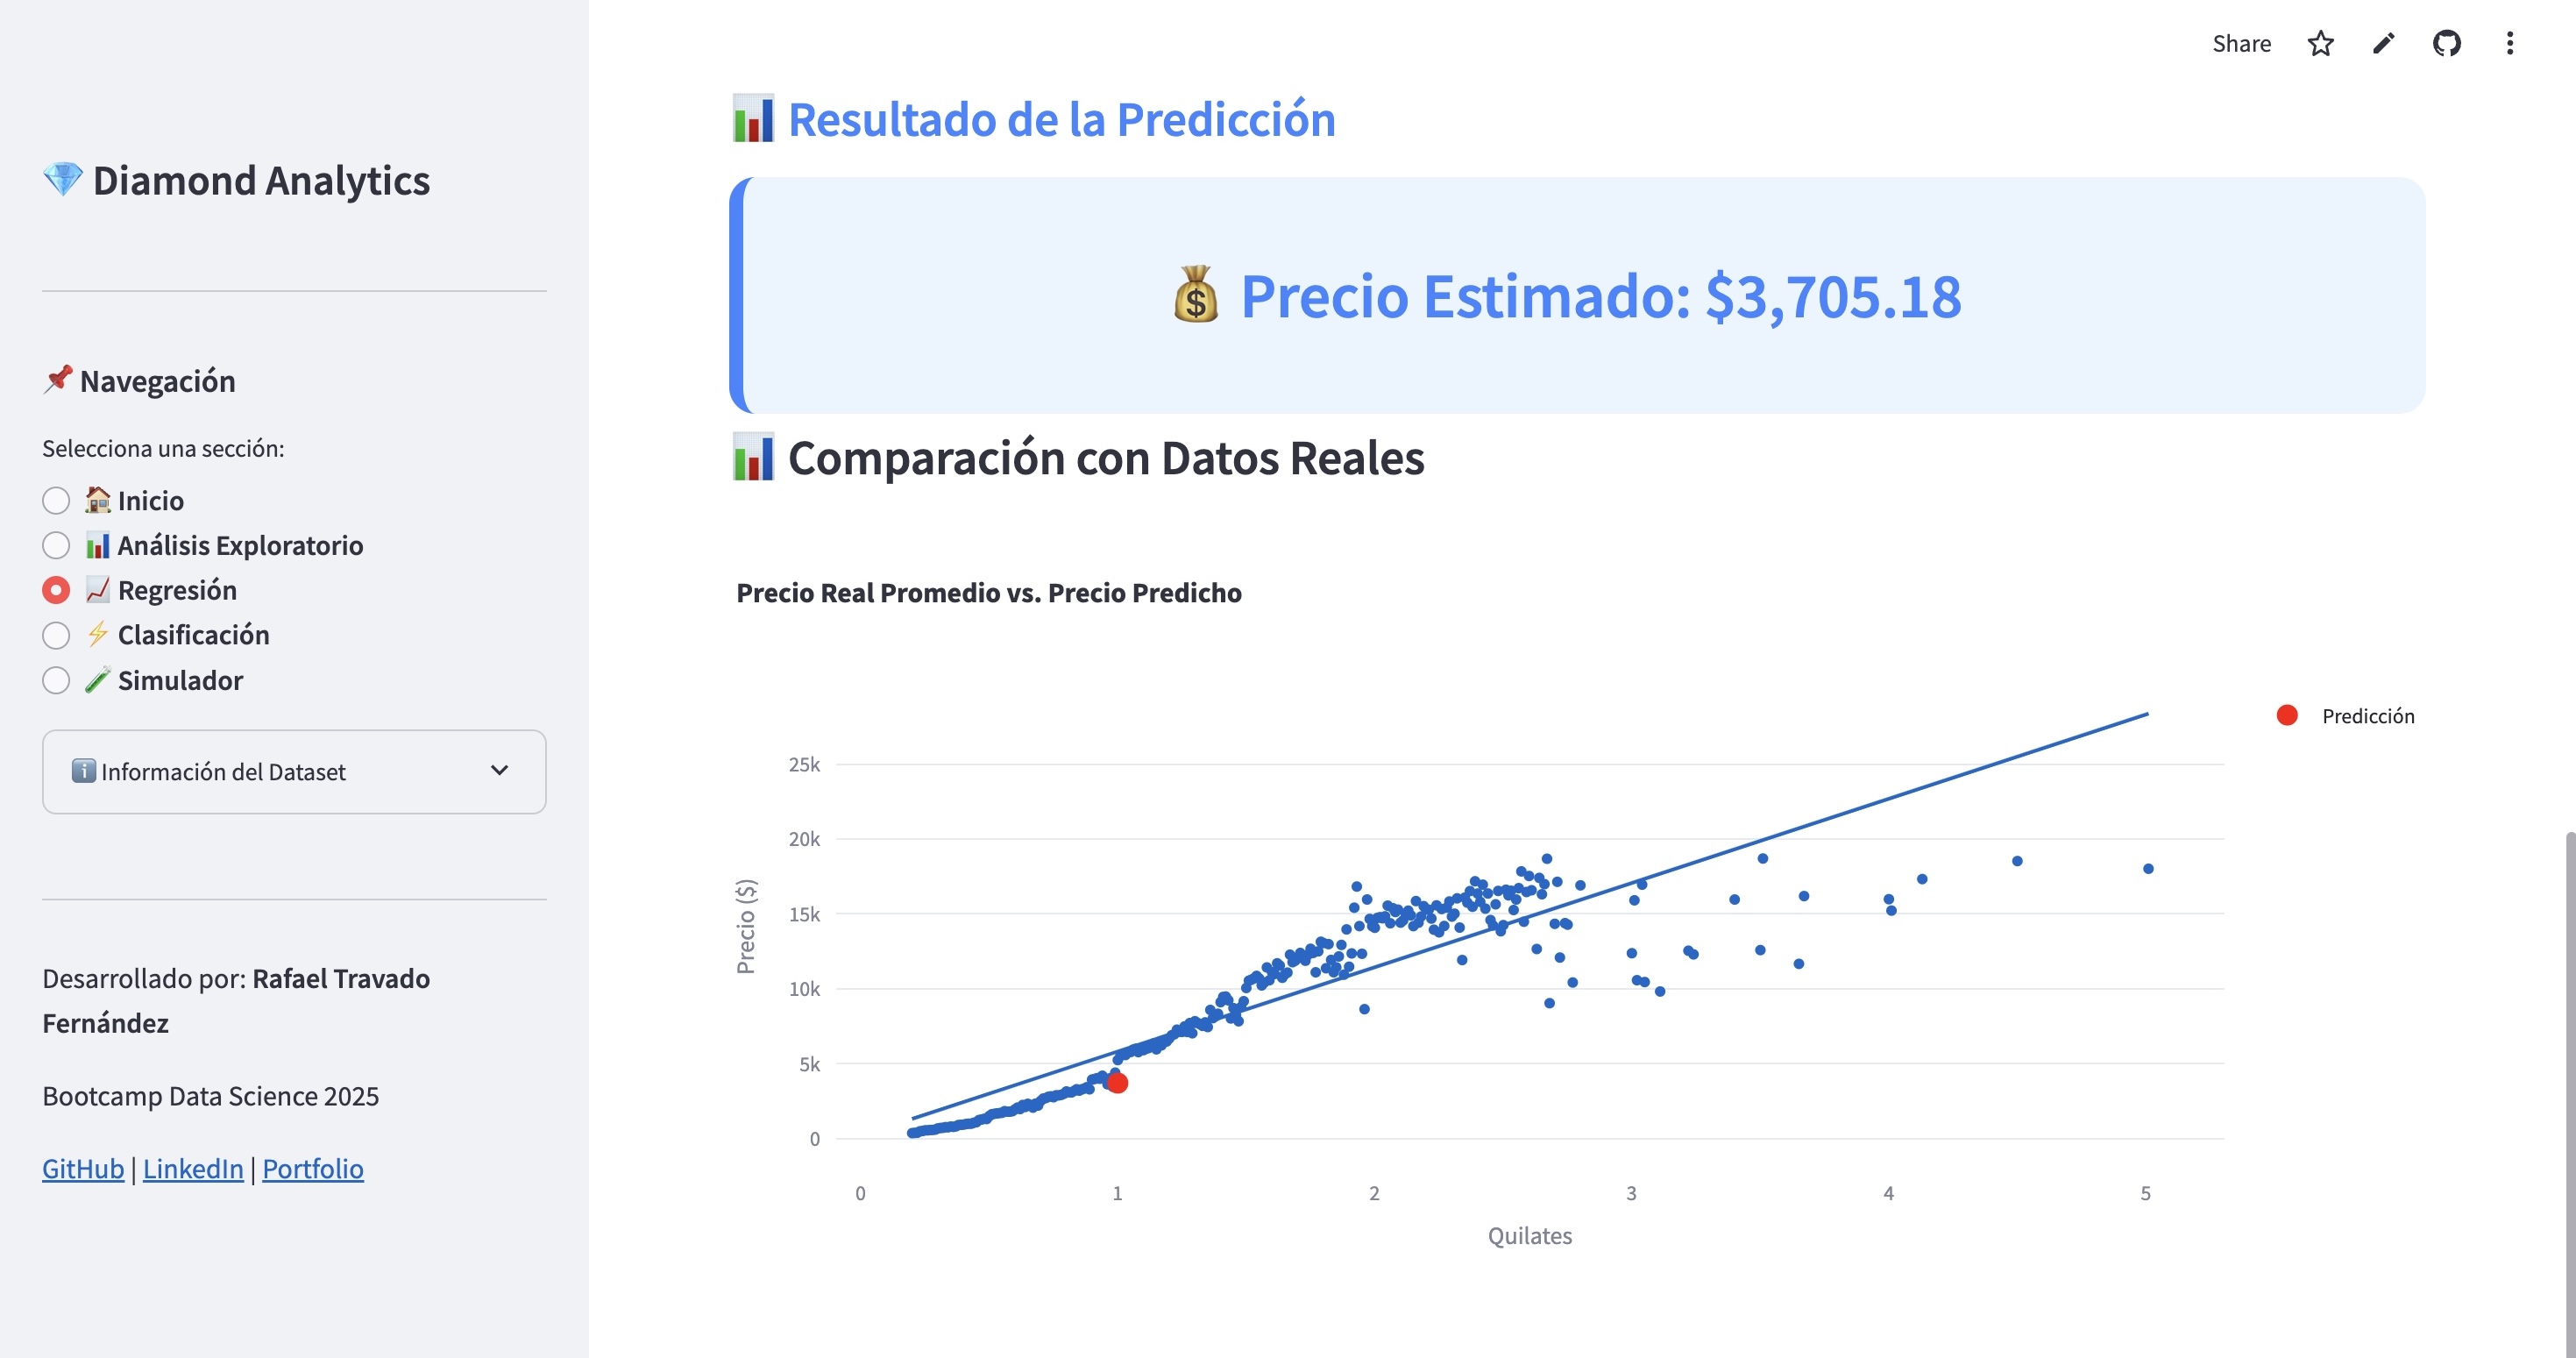 Share
💎 Diamond Analytics
📌 Navegación
Selecciona una sección:
🏠 Inicio
📊 Análisis Exploratorio
📈 Regresión
⚡ Clasificación
🧪 Simulador
ℹ️ Información del Dataset
Desarrollado por: Rafael Travado
Fernández
Bootcamp Data Science 2025
GitHub | LinkedIn | Portfolio
📊 Resultado de la Predicción
💰 Precio Estimado: $3,705.18
📊 Comparación con Datos Reales
Precio Real Promedio vs. Precio Predicho
Predicción
25k
20k
15k
10k
5k
0
Precio ($)
0 1 2 3 4 5
Quilates